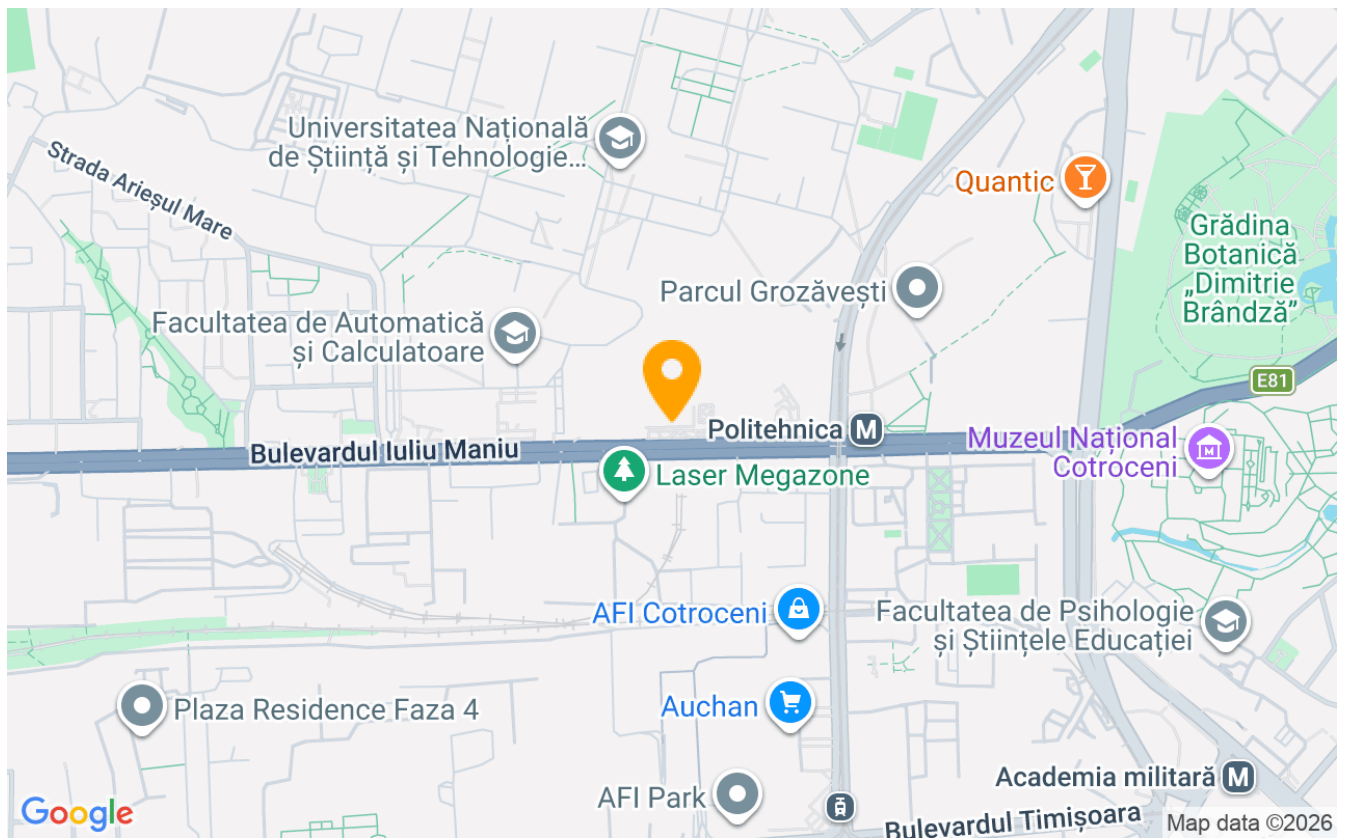 Universitatea Națională
de Știință și Tehnologie...
Strada Arieșul Mare
Quantic
Grădina
Botanică
„Dimitrie
Brândză”
Parcul Grozăvești
Facultatea de Automatică
și Calculatoare
E81
Politehnica M
Bulevardul Iuliu Maniu
Muzeul Național
Cotroceni
M
Laser Megazone
AFI Cotroceni
Facultatea de Psihologie
și Științele Educației
Plaza Residence Faza 4
Auchan
Academia militară M
AFI Park
Bulevardul Timișoara
Google
Map data ©2026